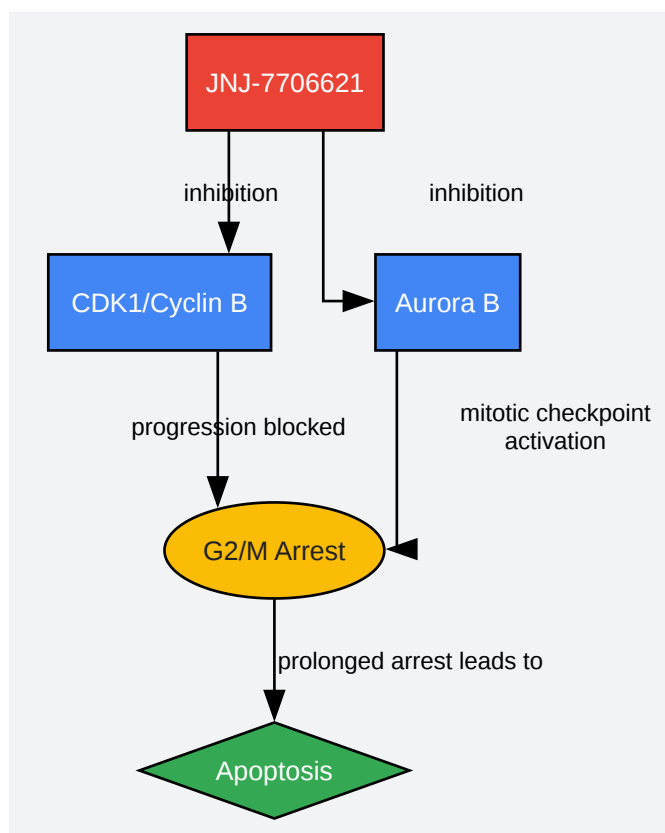 JNJ-7706621
inhibition
inhibition
CDK1/Cyclin B
Aurora B
progression blocked
mitotic checkpoint
activation
G2/M Arrest
prolonged arrest leads to
Apoptosis